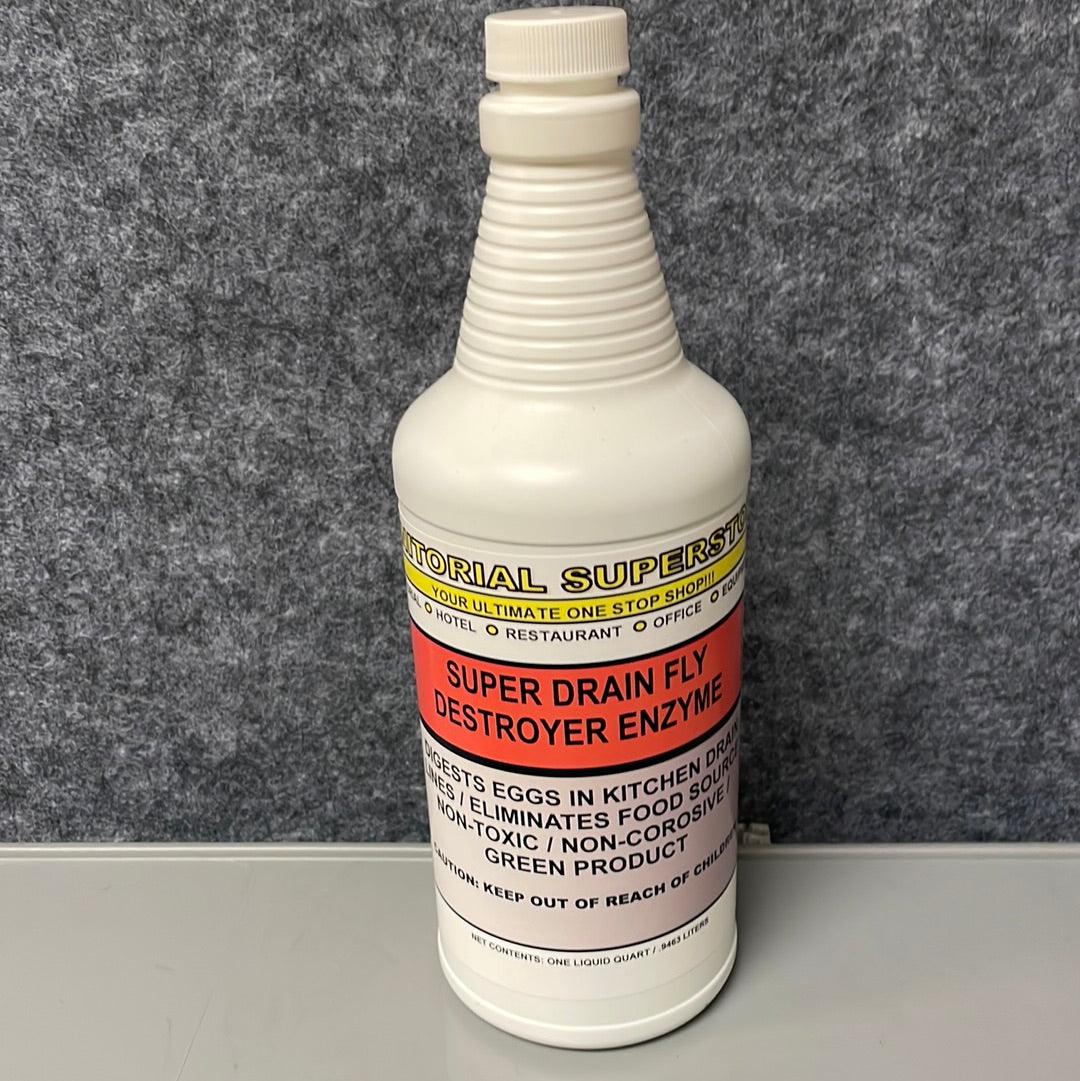 ITORIAL SUPERSTO
YOUR ULTIMATE ONE STOP SHOP!!!
HOTEL O RESTAURANT O OFFICE O EQUIP
SUPER DRAIN FLY
DESTROYER ENZYME
DIGESTS EGGS IN KITCHEN DRAIN
LINES / ELIMINATES FOOD SOURCE
NON-TOXIC / NON-COROSIVE /
GREEN PRODUCT
CAUTION: KEEP OUT OF REACH OF CHILDREN
NET CONTENTS: ONE LIQUID QUART / .9463 LITERS